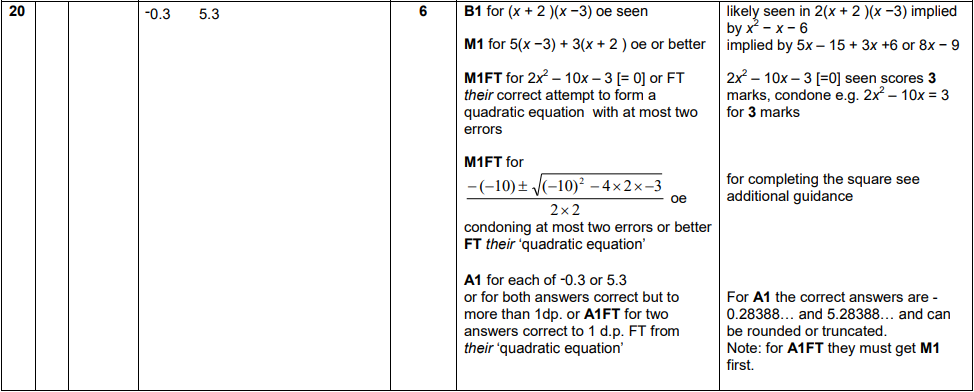 20
-0.3 5.3
6
B1 for (x + 2 )(x –3) oe seen
M1 for 5(x –3) + 3(x + 2 ) oe or better
M1FT for 2x² – 10x – 3 [= 0] or FT
their correct attempt to form a
quadratic equation with at most two
errors
M1FT for
−(−10) ± √((−10)² − 4×2×−3) / 2×2 oe
condoning at most two errors or better
FT their ‘quadratic equation’
A1 for each of -0.3 or 5.3
or for both answers correct but to
more than 1dp. or A1FT for two
answers correct to 1 d.p. FT from
their ‘quadratic equation’
likely seen in 2(x + 2 )(x –3) implied
by x² – x – 6
implied by 5x – 15 + 3x +6 or 8x – 9
2x² – 10x – 3 [=0] seen scores 3
marks, condone e.g. 2x² – 10x = 3
for 3 marks
for completing the square see
additional guidance
For A1 the correct answers are -
0.28388... and 5.28388... and can
be rounded or truncated.
Note: for A1FT they must get M1
first.